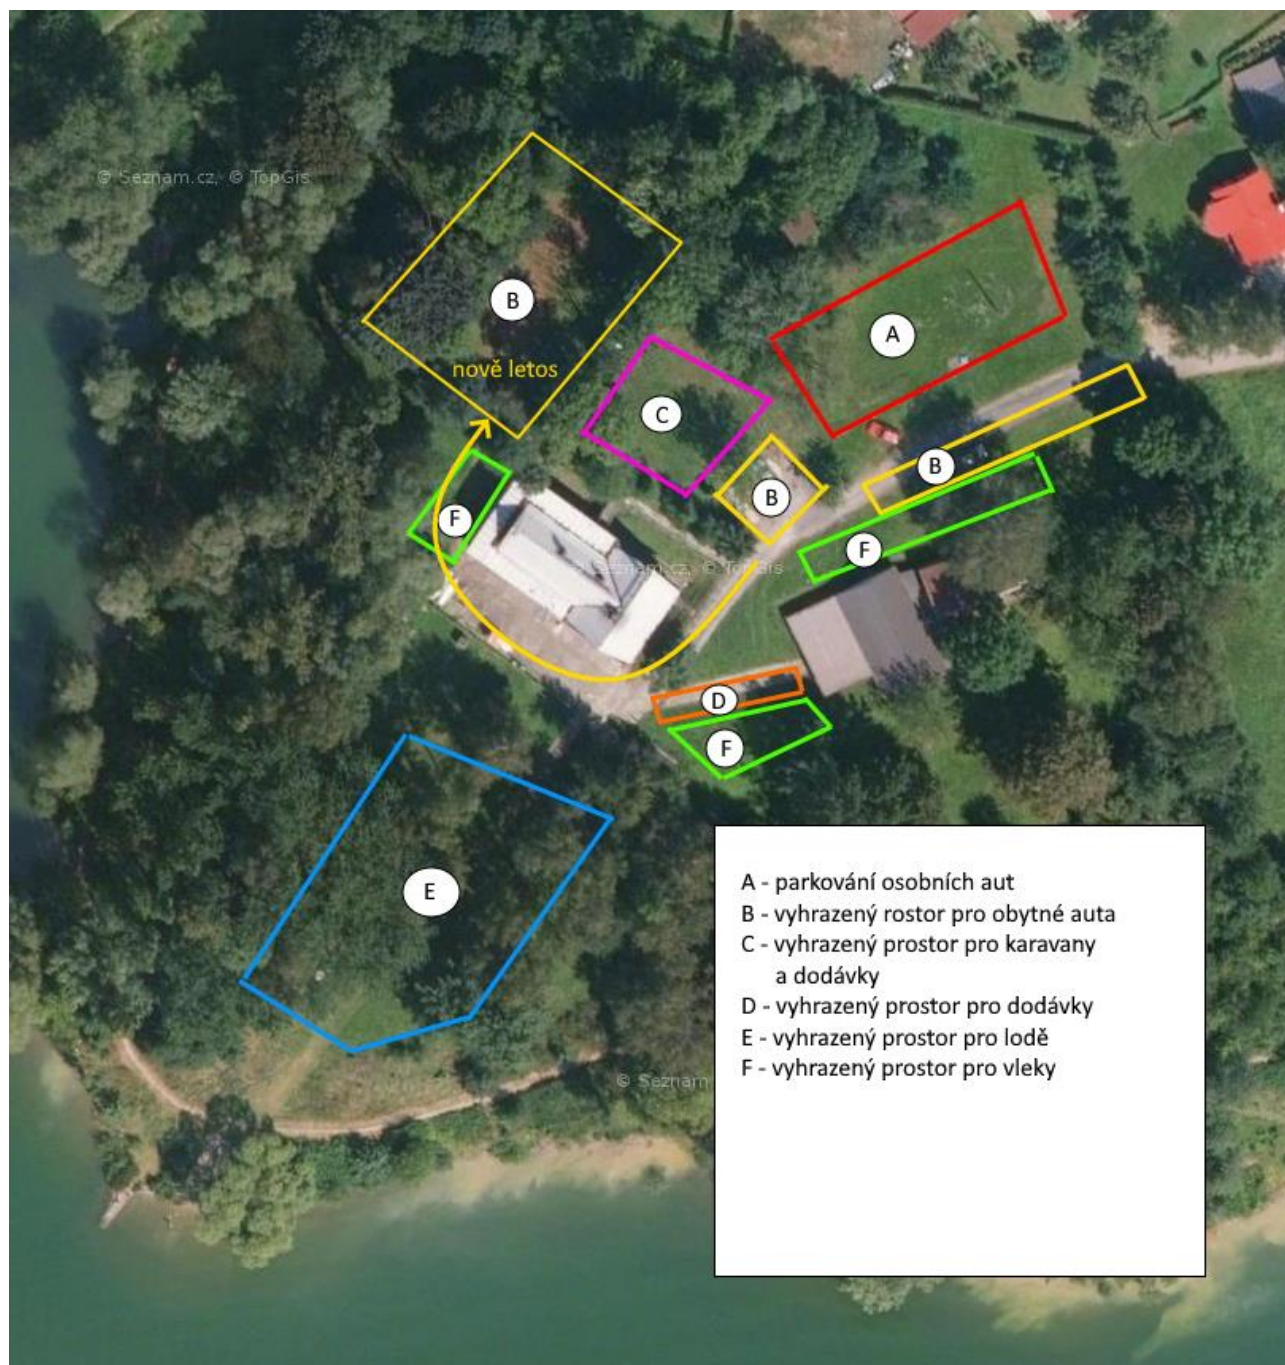 © Seznam.cz, © TopGis
B
A
nově letos
C
B
B
F
F
© Seznam.cz, © TopGis
D
F
E
A - parkování osobních aut
B - vyhrazený rostor pro obytné auta
C - vyhrazený prostor pro karavany
a dodávky
D - vyhrazený prostor pro dodávky
E - vyhrazený prostor pro lodě
F - vyhrazený prostor pro vleky
© Seznam